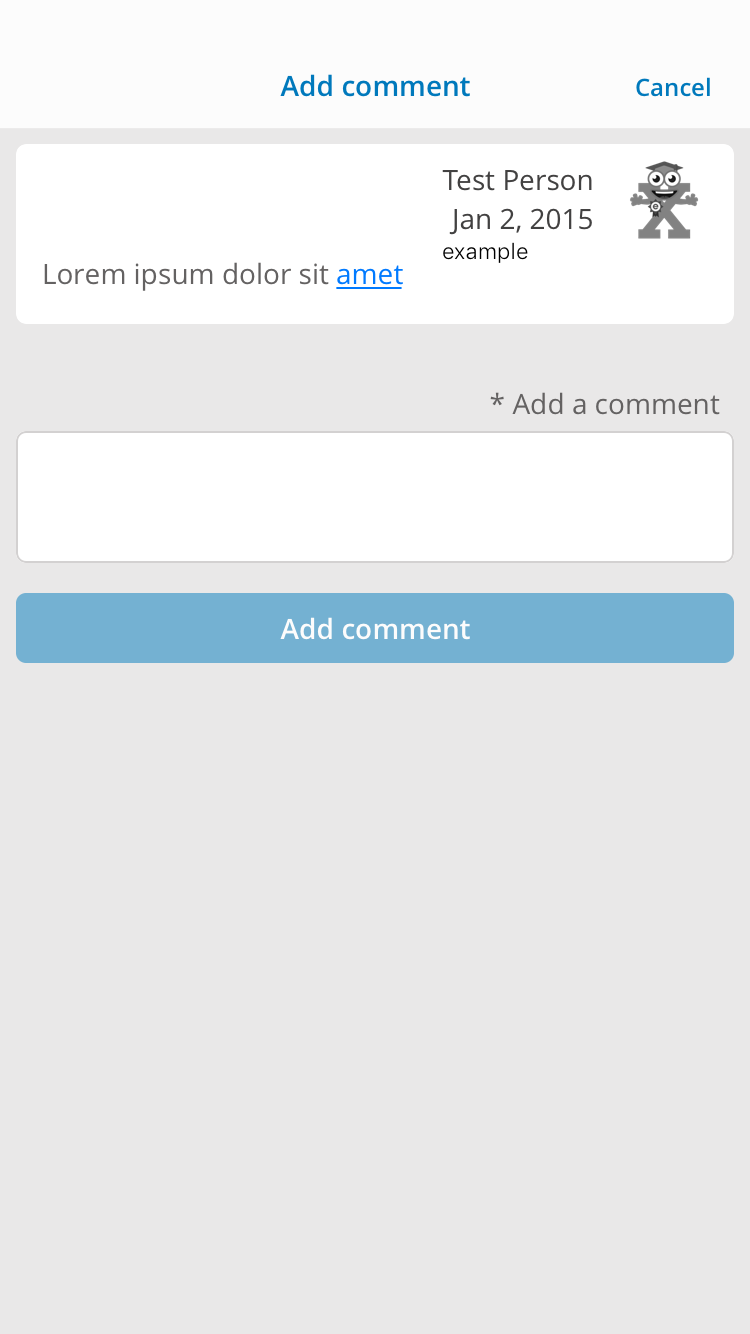 Add comment
Cancel
Test Person
Jan 2, 2015
example
Lorem ipsum dolor sit amet
* Add a comment
Add comment